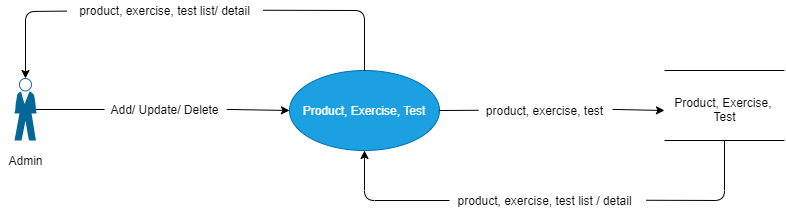 product, exercise, test list/ detail
Add/ Update/ Delete
Product, Exercise, Test
product, exercise, test
Product, Exercise,
Test
Admin
product, exercise, test list / detail